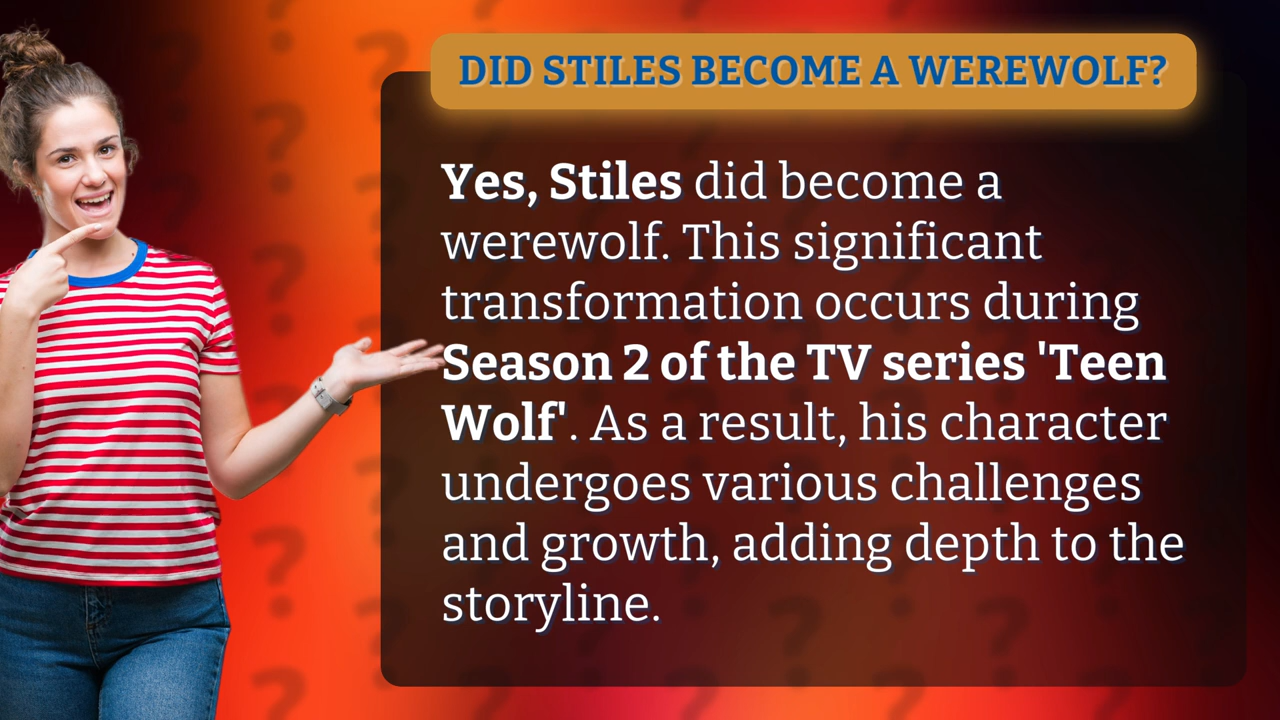 DID STILES BECOME A WEREWOLF?
Yes, Stiles did become a
werewolf. This significant
transformation occurs during
Season 2 of the TV series 'Teen
Wolf'. As a result, his character
undergoes various challenges
and growth, adding depth to the
storyline.